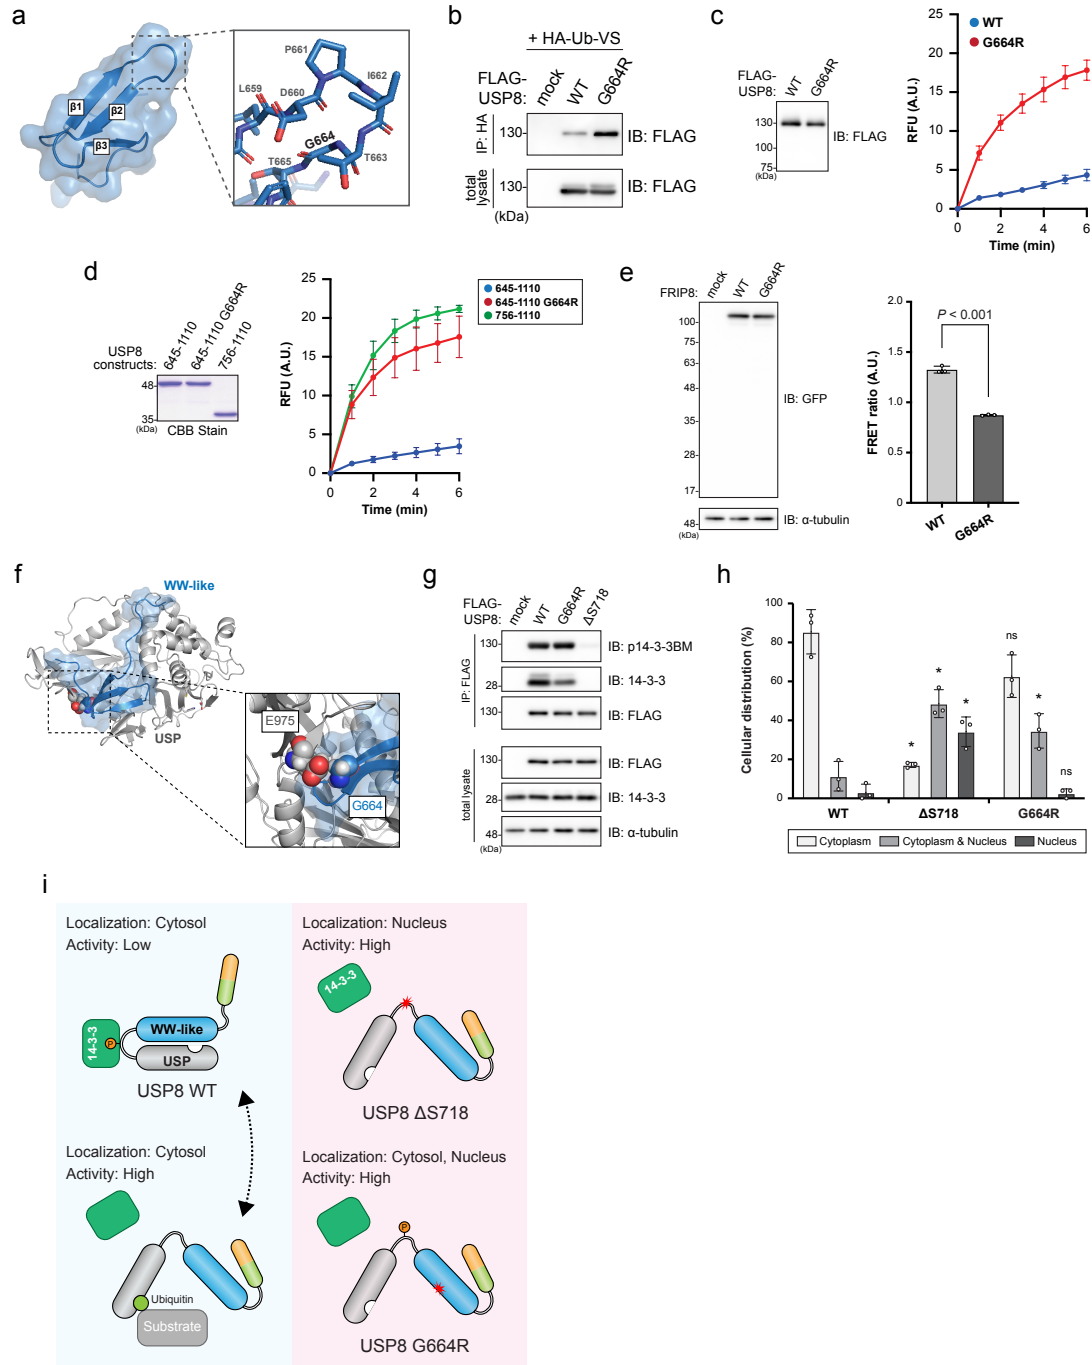 a
β1
β2
β3
P661
I662
L659
D660
G664
T665
T663
b
+ HA-Ub-VS
FLAG-
USP8:
mock
WT
G664R
IP: HA
130
IB: FLAG
total
lysate
130
IB: FLAG
(kDa)
c
FLAG-
USP8:
WT
G664R
130
100
75
(kDa)
IB: FLAG
WT
G664R
RFU (A.U.)
25
20
15
10
5
0
0 2 4 6
Time (min)
d
USP8
constructs:
645-1110
645-1110 G664R
756-1110
48
35
(kDa)
CBB Stain
RFU (A.U.)
25
20
15
10
5
0
0 2 4 6
Time (min)
645-1110
645-1110 G664R
756-1110
e
FRIP8:
mock
WT
G664R
100
75
63
48
35
28
17
IB: GFP
48
(kDa)
IB: α-tubulin
FRET ratio (A.U.)
2.0
1.5
1.0
0.5
0
P < 0.001
WT
G664R
f
WW-like
USP
E975
G664
g
FLAG-
USP8:
mock
WT
G664R
ΔS718
IP: FLAG
130
IB: p14-3-3BM
28
IB: 14-3-3
130
IB: FLAG
total lysate
130
IB: FLAG
28
IB: 14-3-3
48
(kDa)
IB: α-tubulin
h
Cellular distribution (%)
100
80
60
40
20
0
*
*
*
ns
*
ns
WT
ΔS718
G664R
Cytoplasm
Cytoplasm & Nucleus
Nucleus
i
Localization: Cytosol
Activity: Low
14-3-3
P
WW-like
USP
USP8 WT
Localization: Nucleus
Activity: High
14-3-3
USP8 ΔS718
Localization: Cytosol
Activity: High
Ubiquitin
Substrate
Localization: Cytosol, Nucleus
Activity: High
P
USP8 G664R